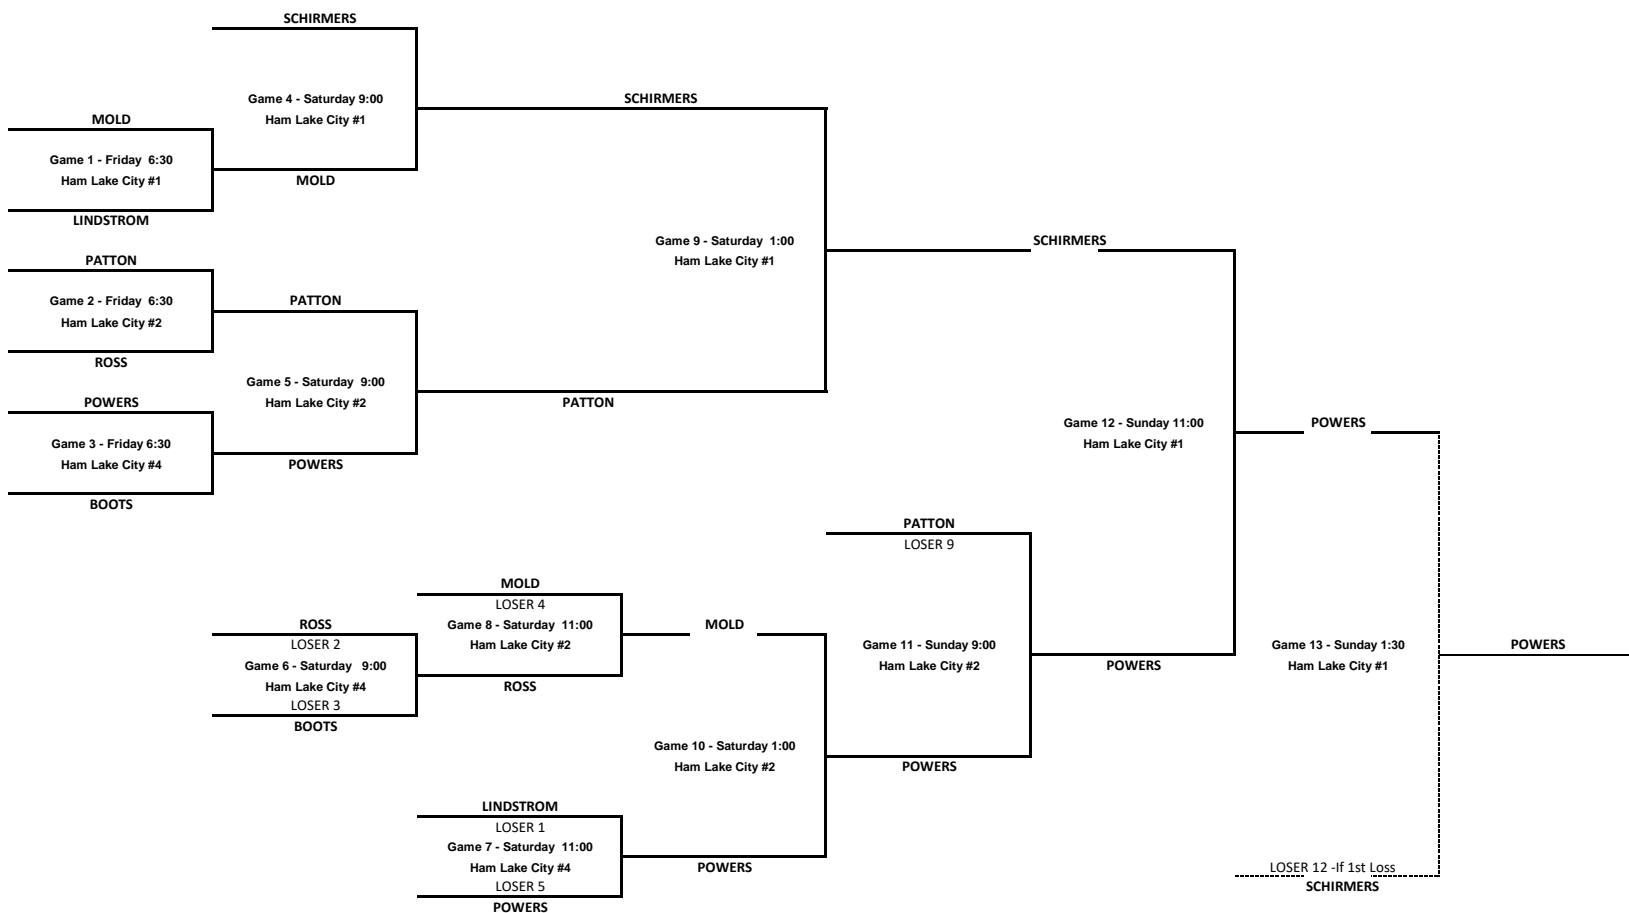 SCHIRMERS
Game 4 - Saturday 9:00
Ham Lake City #1
SCHIRMERS
MOLD
Game 1 - Friday  6:30
Ham Lake City #1
MOLD
LINDSTROM
Game 9 - Saturday  1:00
Ham Lake City #1
SCHIRMERS
PATTON
Game 2 - Friday  6:30
Ham Lake City #2
PATTON
ROSS
Game 5 - Saturday  9:00
Ham Lake City #2
PATTON
POWERS
Game 3 - Friday 6:30
Ham Lake City #4
POWERS
BOOTS
Game 12 - Sunday 11:00
Ham Lake City #1
POWERS
PATTON
LOSER 9
MOLD
LOSER 4
Game 8 - Saturday  11:00
Ham Lake City #2
MOLD
ROSS
LOSER 2
Game 6 - Saturday  9:00
Ham Lake City #4
LOSER 3
BOOTS
ROSS
Game 11 - Sunday 9:00
Ham Lake City #2
POWERS
Game 13 - Sunday 1:30
Ham Lake City #1
POWERS
Game 10 - Saturday 1:00
Ham Lake City #2
POWERS
LINDSTROM
LOSER 1
Game 7 - Saturday  11:00
Ham Lake City #4
LOSER 5
POWERS
POWERS
LOSER 12 -If 1st Loss
SCHIRMERS